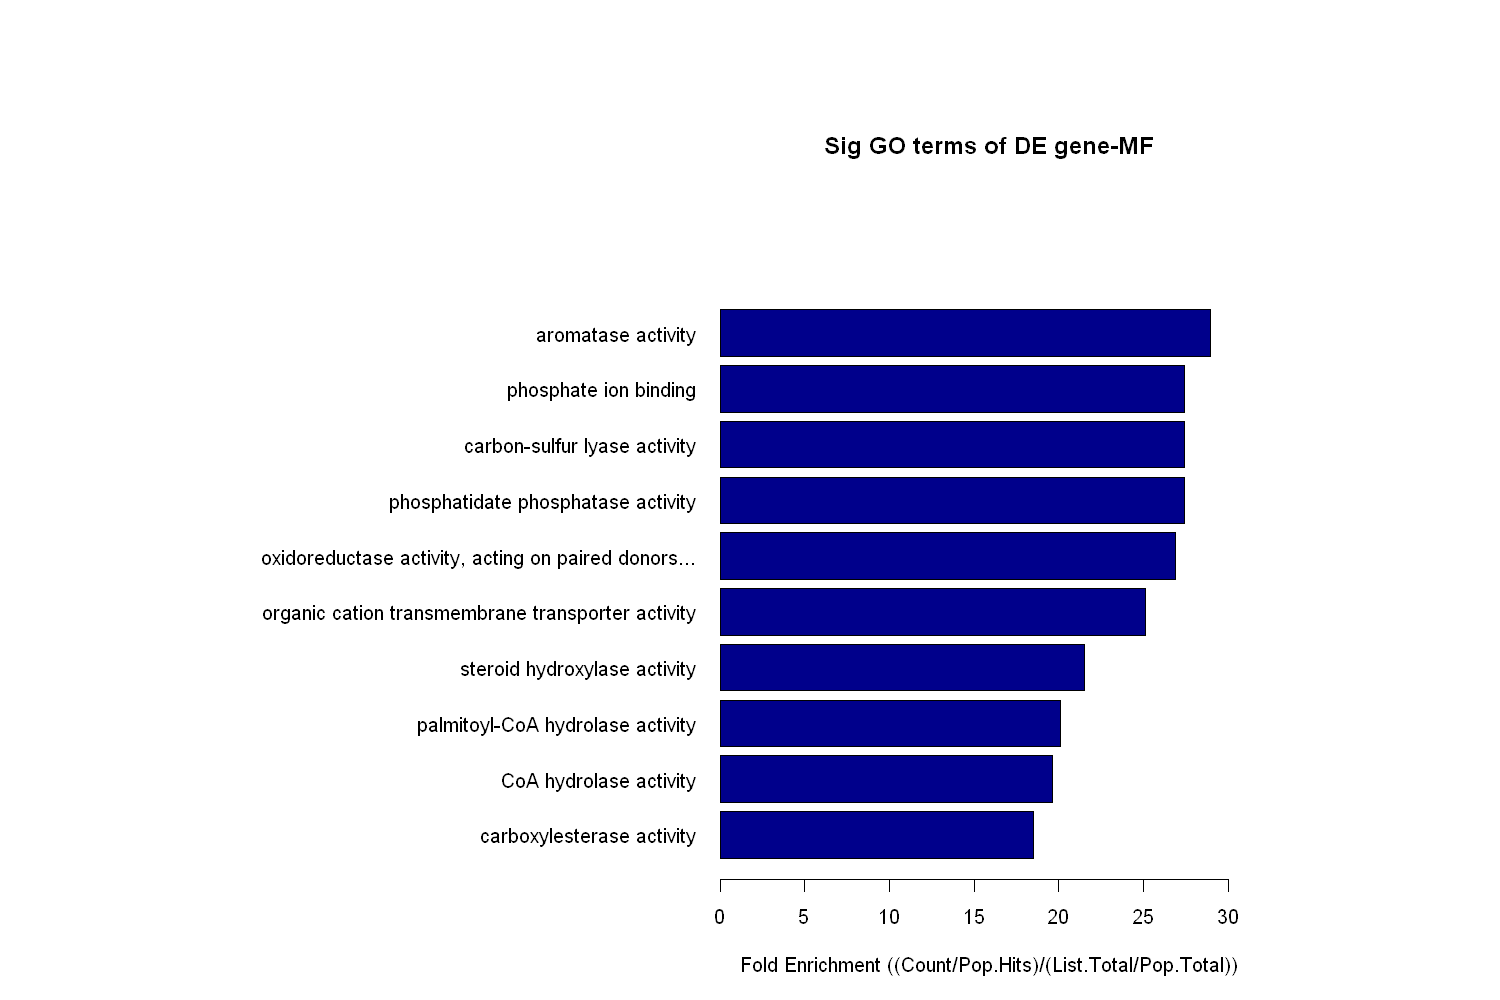 Sig GO terms of DE gene-MF
aromatase activity
phosphate ion binding
carbon-sulfur lyase activity
phosphatidate phosphatase activity
oxidoreductase activity, acting on paired donors...
organic cation transmembrane transporter activity
steroid hydroxylase activity
palmitoyl-CoA hydrolase activity
CoA hydrolase activity
carboxylesterase activity
0 5 10 15 20 25 30
Fold Enrichment ((Count/Pop.Hits)/(List.Total/Pop.Total))